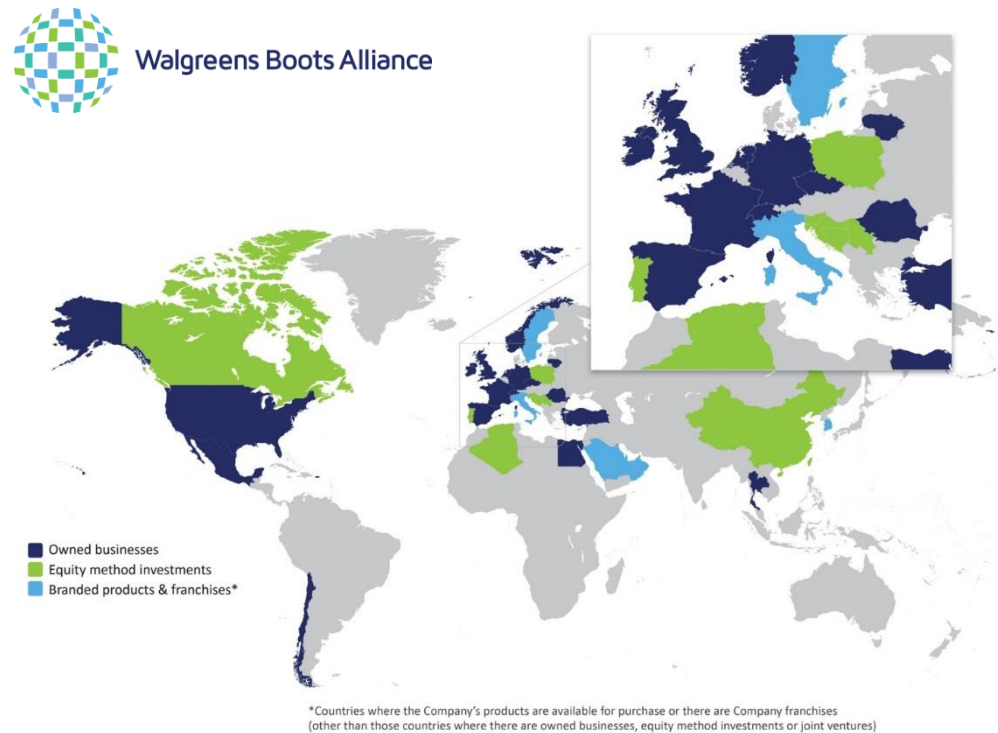 Walgreens Boots Alliance
Owned businesses
Equity method investments
Branded products & franchises*
*Countries where the Company's products are available for purchase or there are Company franchises
(other than those countries where there are owned businesses, equity method investments or joint ventures)